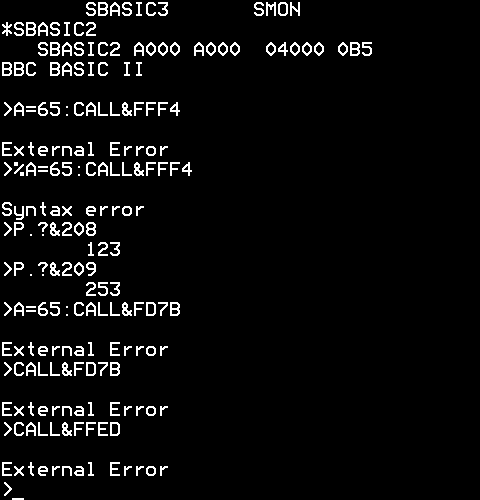 SBASIC3 SMON
*SBASIC2
SBASIC2 A000 A000 04000 0B5
BBC BASIC II
>A=65:CALL&FFF4
External Error
>%A=65:CALL&FFF4
Syntax error
>P.?&208
123
>P.?&209
253
>A=65:CALL&FD7B
External Error
>CALL&FD7B
External Error
>CALL&FFED
External Error
>_